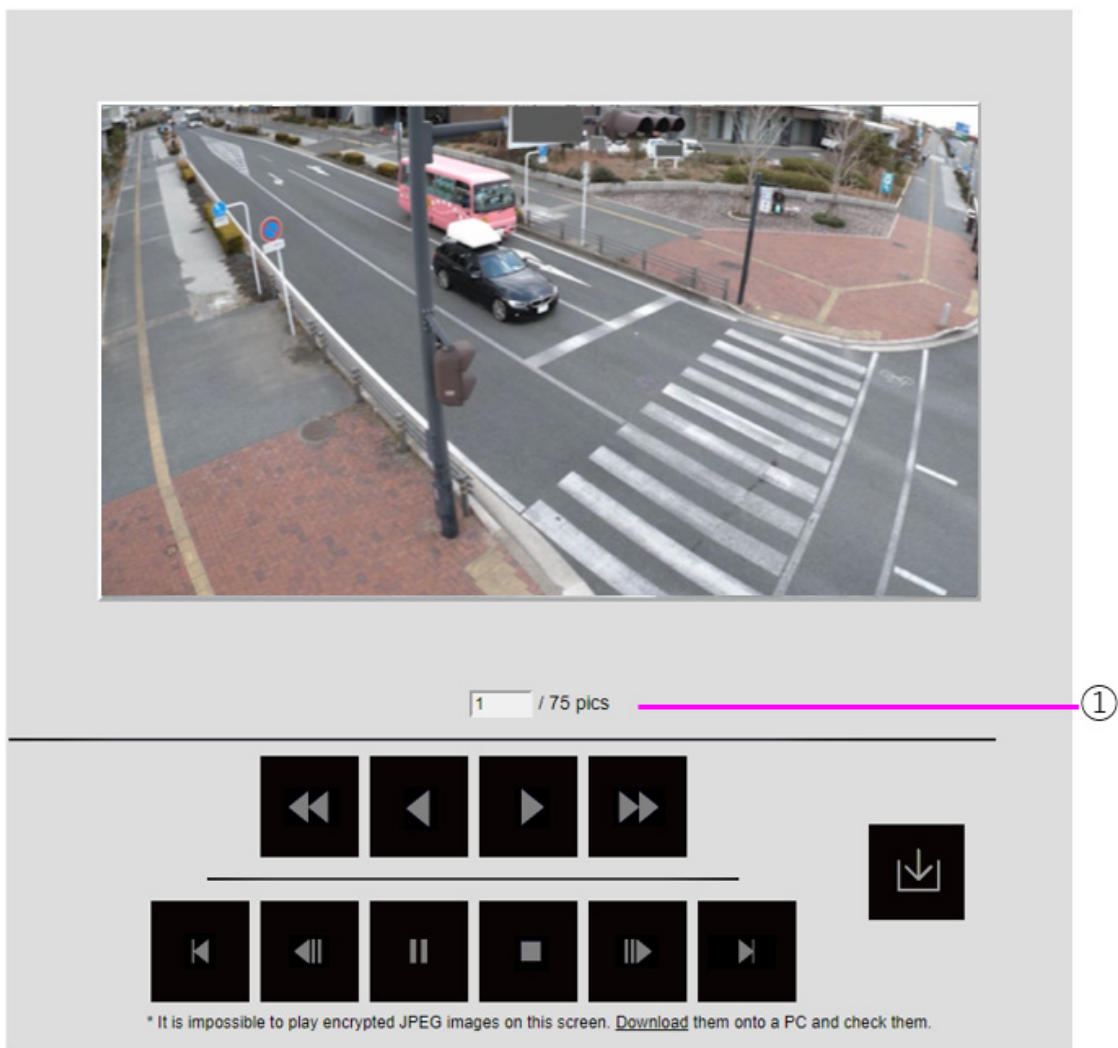 1 / 75 pics
①
* It is impossible to play encrypted JPEG images on this screen. Download them onto a PC and check them.